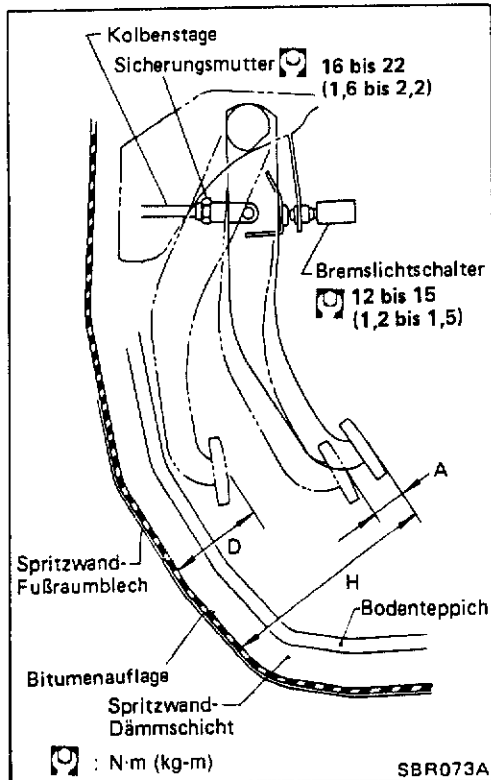 Kolbenstage
Sicherungsmutter 16 bis 22
(1,6 bis 2,2)
Bremslichtschalter
12 bis 15
(1,2 bis 1,5)
A
D
H
Spritzwand-
Fußraumblech
Bodenteppich
Bitumenauflage
Spritzwand-
Dämmschicht
: N·m (kg-m)
SBR073A